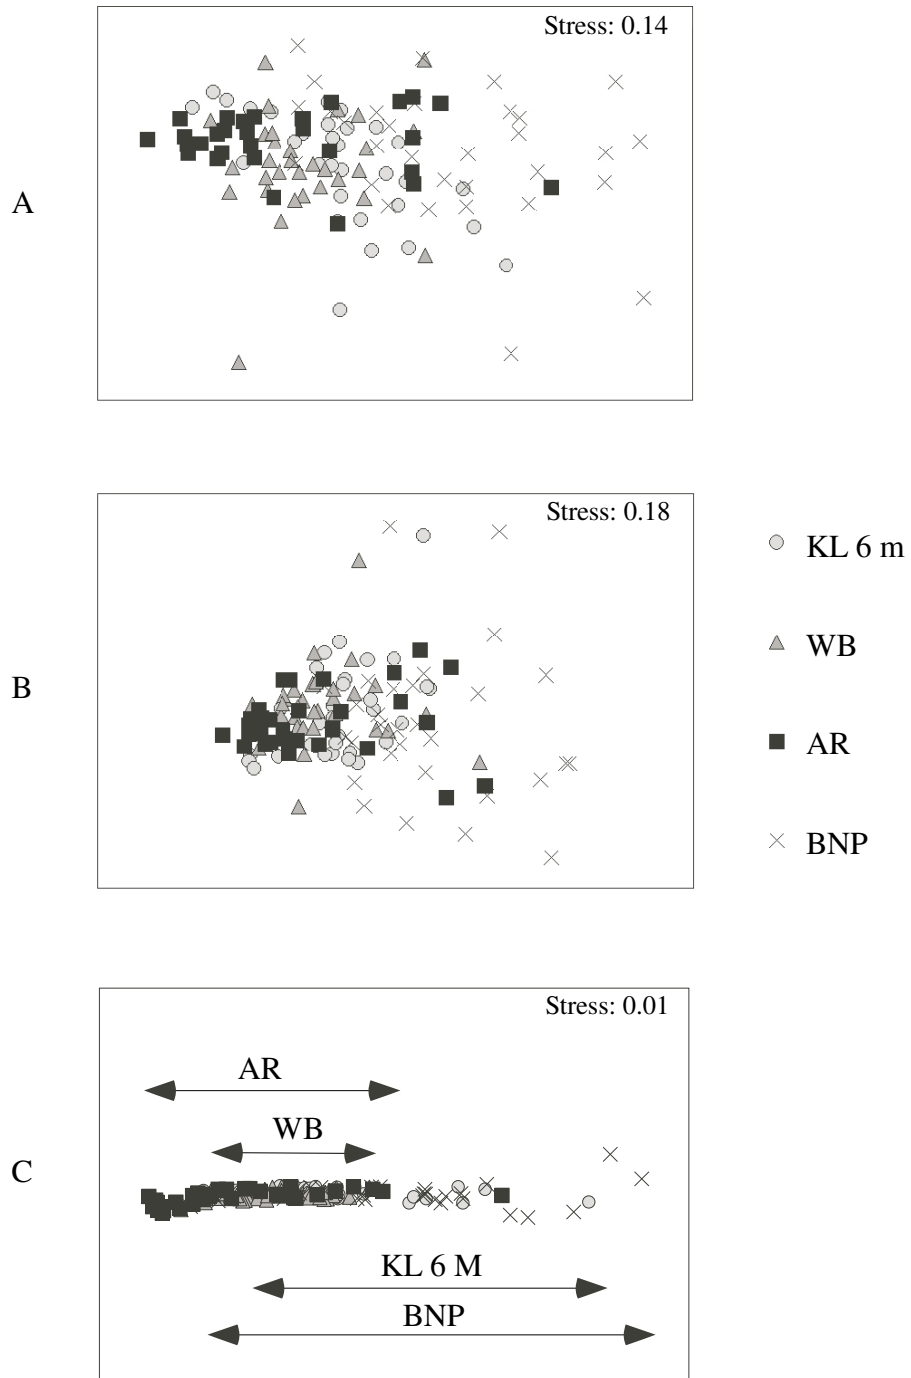 Stress: 0.14
A
Stress: 0.18
KL 6 m
WB
B
AR
BNP
Stress: 0.01
AR
WB
C
KL 6 M
BNP